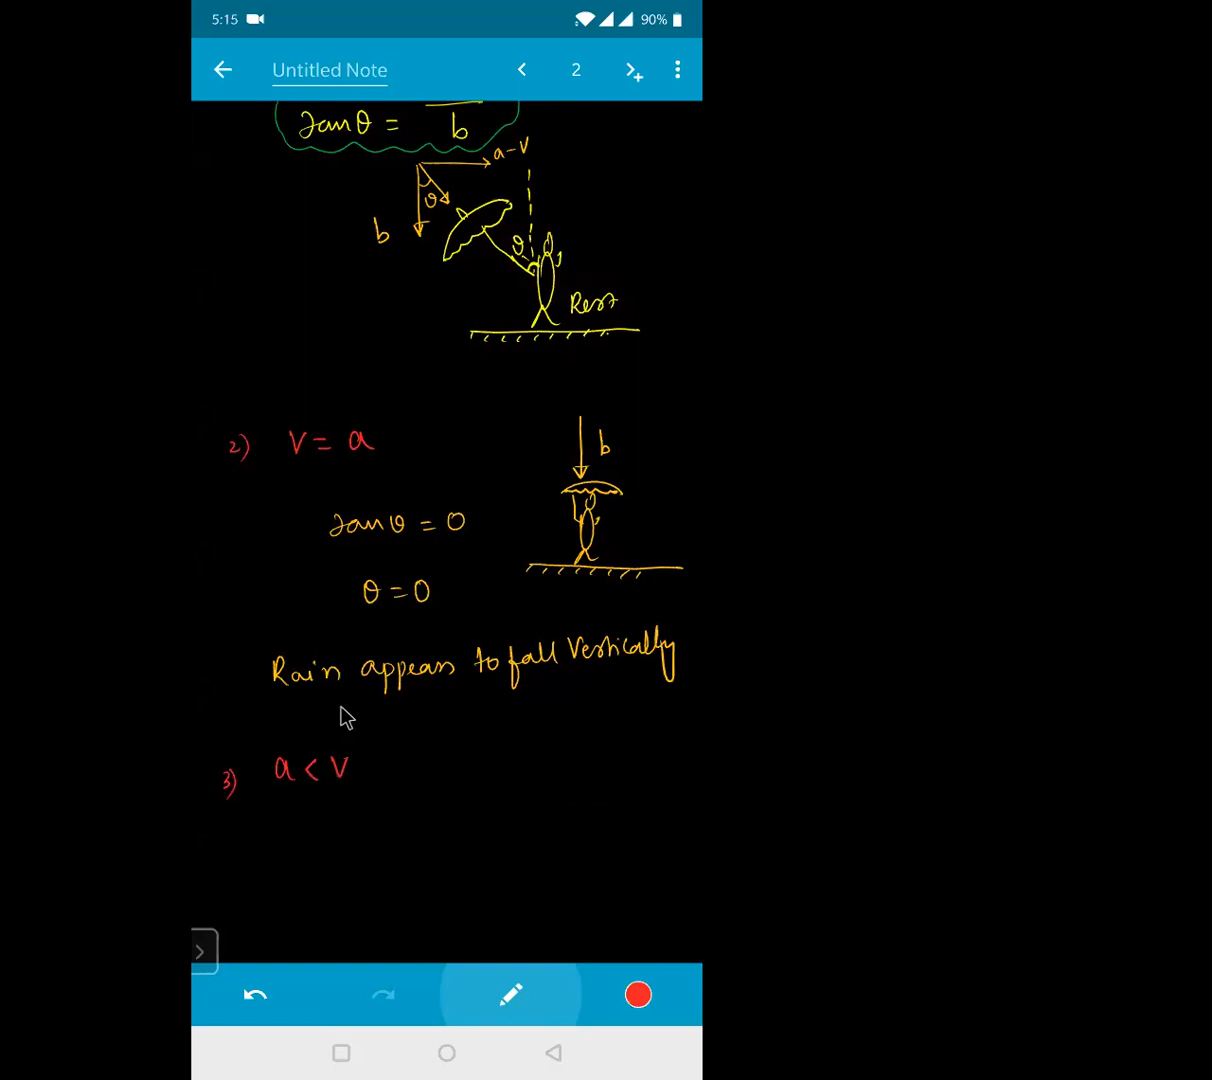 5:15
90%
Untitled Note
2
tanθ = b
a-v
θ
b
θ
Rest
2) v = a
b
tanθ = 0
θ = 0
Rain appears to fall Vertically
3) a < v